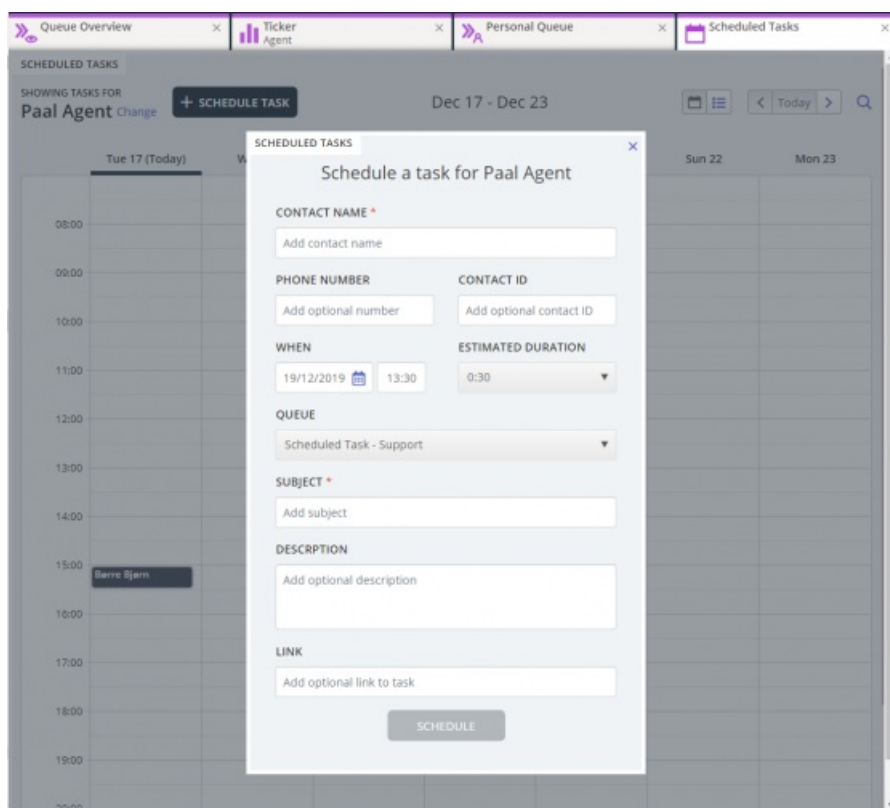 Queue Overview × Ticker Agent × Personal Queue × Scheduled Tasks ×
SCHEDULED TASKS
SHOWING TASKS FOR
Paal Agent Change + SCHEDULE TASK Dec 17 - Dec 23 Today
Tue 17 (Today) W Sun 22 Mon 23
SCHEDULED TASKS ×
Schedule a task for Paal Agent
CONTACT NAME *
Add contact name
PHONE NUMBER CONTACT ID
Add optional number Add optional contact ID
WHEN ESTIMATED DURATION
19/12/2019 13:30 0:30
QUEUE
Scheduled Task - Support
SUBJECT *
Add subject
DESCRPTION
Add optional description
LINK
Add optional link to task
SCHEDULE
08:00
09:00
10:00
11:00
12:00
13:00
14:00
15:00 Børre Bjørn
16:00
17:00
18:00
19:00
20:00